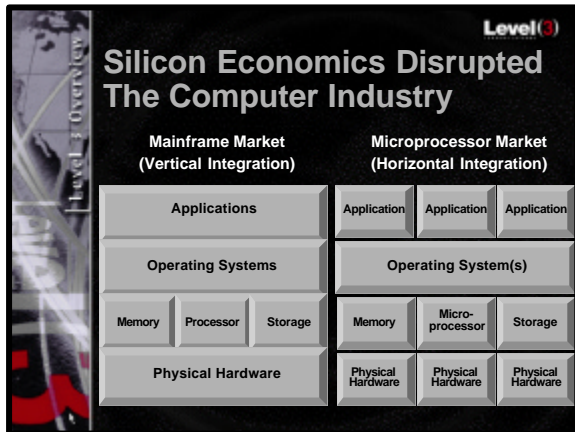 Level(3)
Level 3 Overview
Silicon Economics Disrupted
The Computer Industry
Mainframe Market
(Vertical Integration)
Applications
Operating Systems
Memory Processor Storage
Physical Hardware
Microprocessor Market
(Horizontal Integration)
Application Application Application
Operating System(s)
Memory
Micro-
processor
Storage
Physical
Hardware
Physical
Hardware
Physical
Hardware